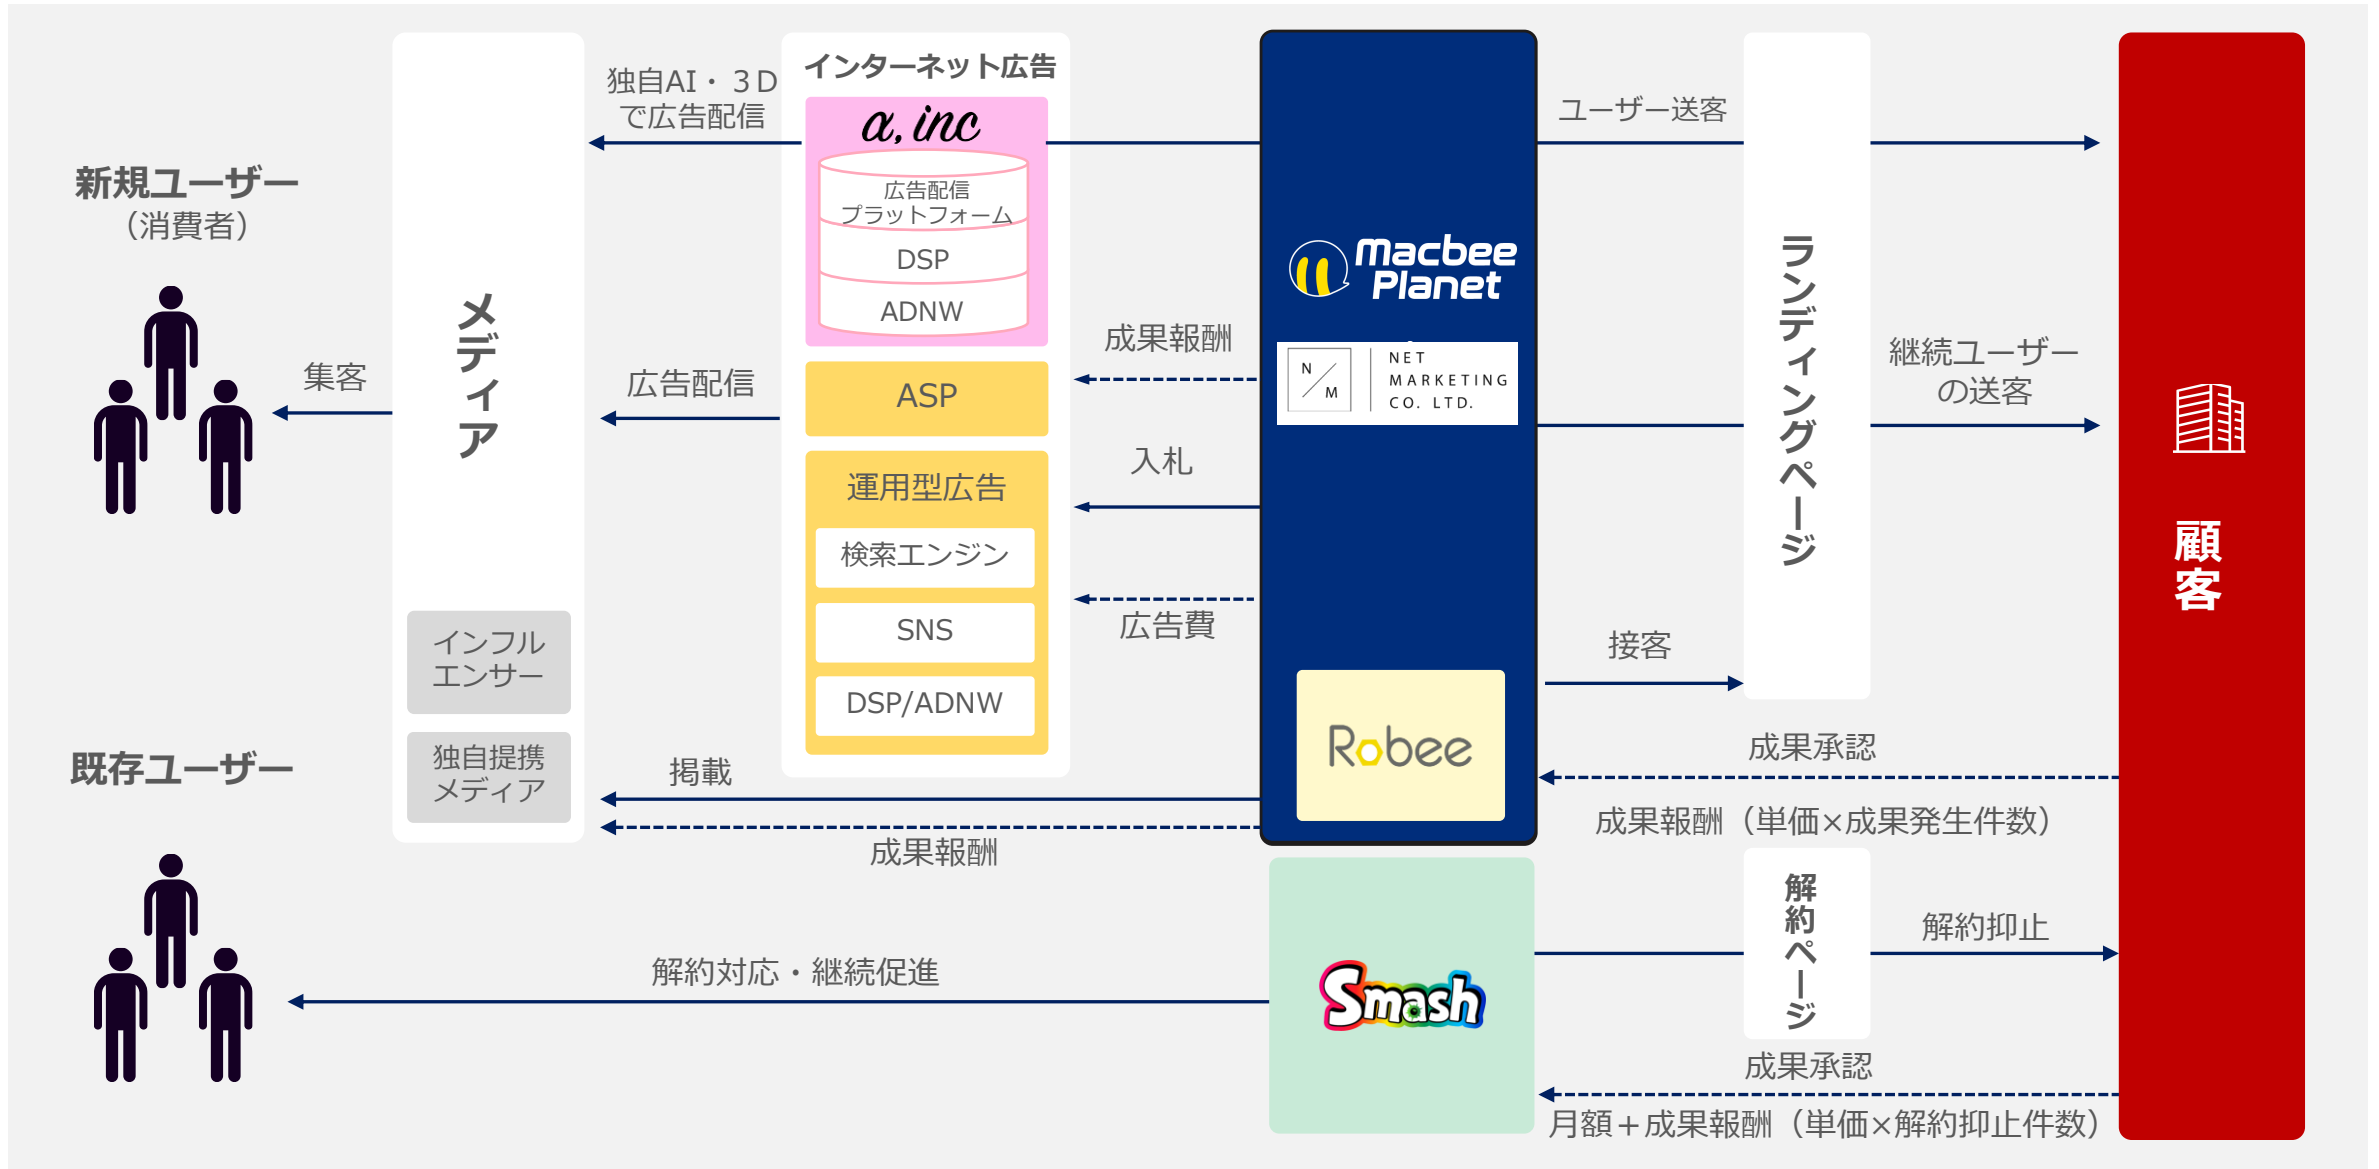 新規ユーザー
（消費者）
集客
既存ユーザー
メディア
インフル
エンサー
独自提携
メディア
独自AI・３D
で広告配信
広告配信
掲載
成果報酬
解約対応・継続促進
インターネット広告
α, inc
広告配信
プラットフォーム
DSP
ADNW
ASP
運用型広告
検索エンジン
SNS
DSP/ADNW
成果報酬
入札
広告費
Macbee
Planet
N
M
NET
MARKETING
CO. LTD.
Robee
Smash
ユーザー送客
接客
ランディングページ
継続ユーザー
の送客
成果承認
成果報酬（単価×成果発生件数）
解約ページ
解約抑止
成果承認
月額＋成果報酬（単価×解約抑止件数）
顧客